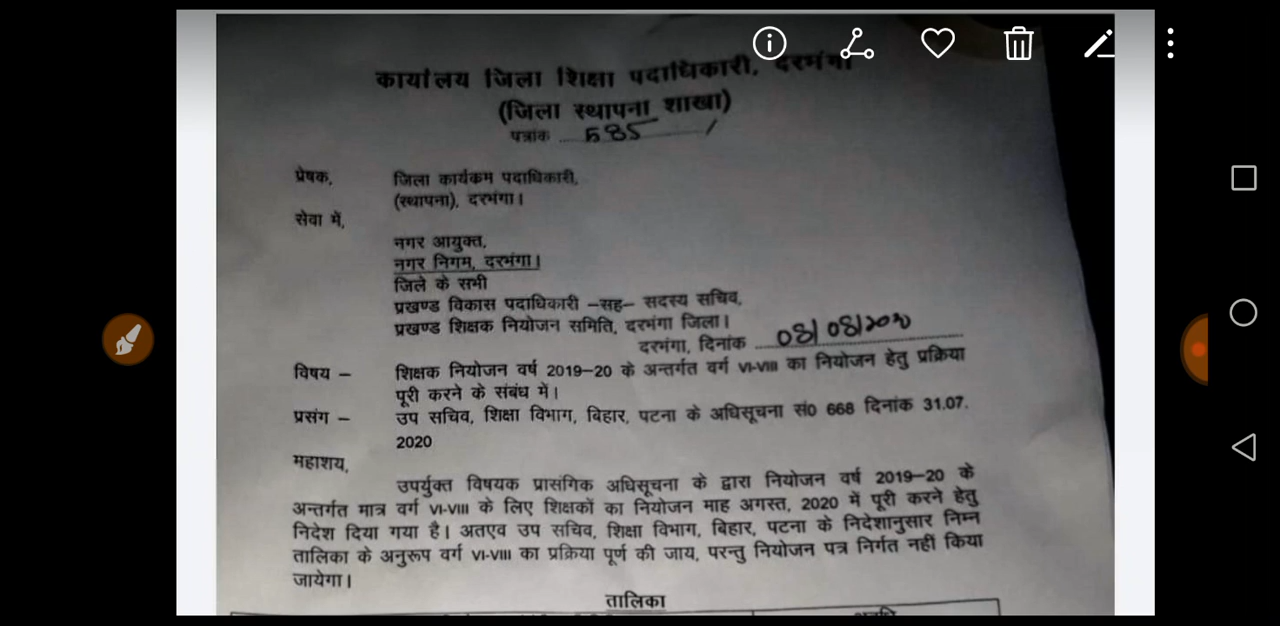 कार्यालय जिला शिक्षा पदाधिकारी, दरभंगा
(जिला स्थापना शाखा)
पत्रांक ..... 585 /
प्रेषक,
जिला कार्यक्रम पदाधिकारी,
(स्थापना), दरभंगा।
सेवा में,
नगर आयुक्त,
नगर निगम, दरभंगा।
जिले के सभी
प्रखण्ड विकास पदाधिकारी –सह– सदस्य सचिव,
प्रखण्ड शिक्षक नियोजन समिति, दरभंगा जिला।
दरभंगा, दिनांक ..... 08/08/2020
विषय – शिक्षक नियोजन वर्ष 2019–20 के अन्तर्गत वर्ग VI-VIII का नियोजन हेतु प्रक्रिया
पूरी करने के संबंध में।
प्रसंग – उप सचिव, शिक्षा विभाग, बिहार, पटना के अधिसूचना सं0 668 दिनांक 31.07.
2020
महाशय,
उपर्युक्त विषयक प्रासंगिक अधिसूचना के द्वारा नियोजन वर्ष 2019–20 के
अन्तर्गत मात्र वर्ग VI-VIII के लिए शिक्षकों का नियोजन माह अगस्त, 2020 में पूरी करने हेतु
निदेश दिया गया है। अतएव उप सचिव, शिक्षा विभाग, बिहार, पटना के निदेशानुसार निम्न
तालिका के अनुरूप वर्ग VI-VIII का प्रक्रिया पूर्ण की जाय, परन्तु नियोजन पत्र निर्गत नहीं किया
जायेगा।
तालिका